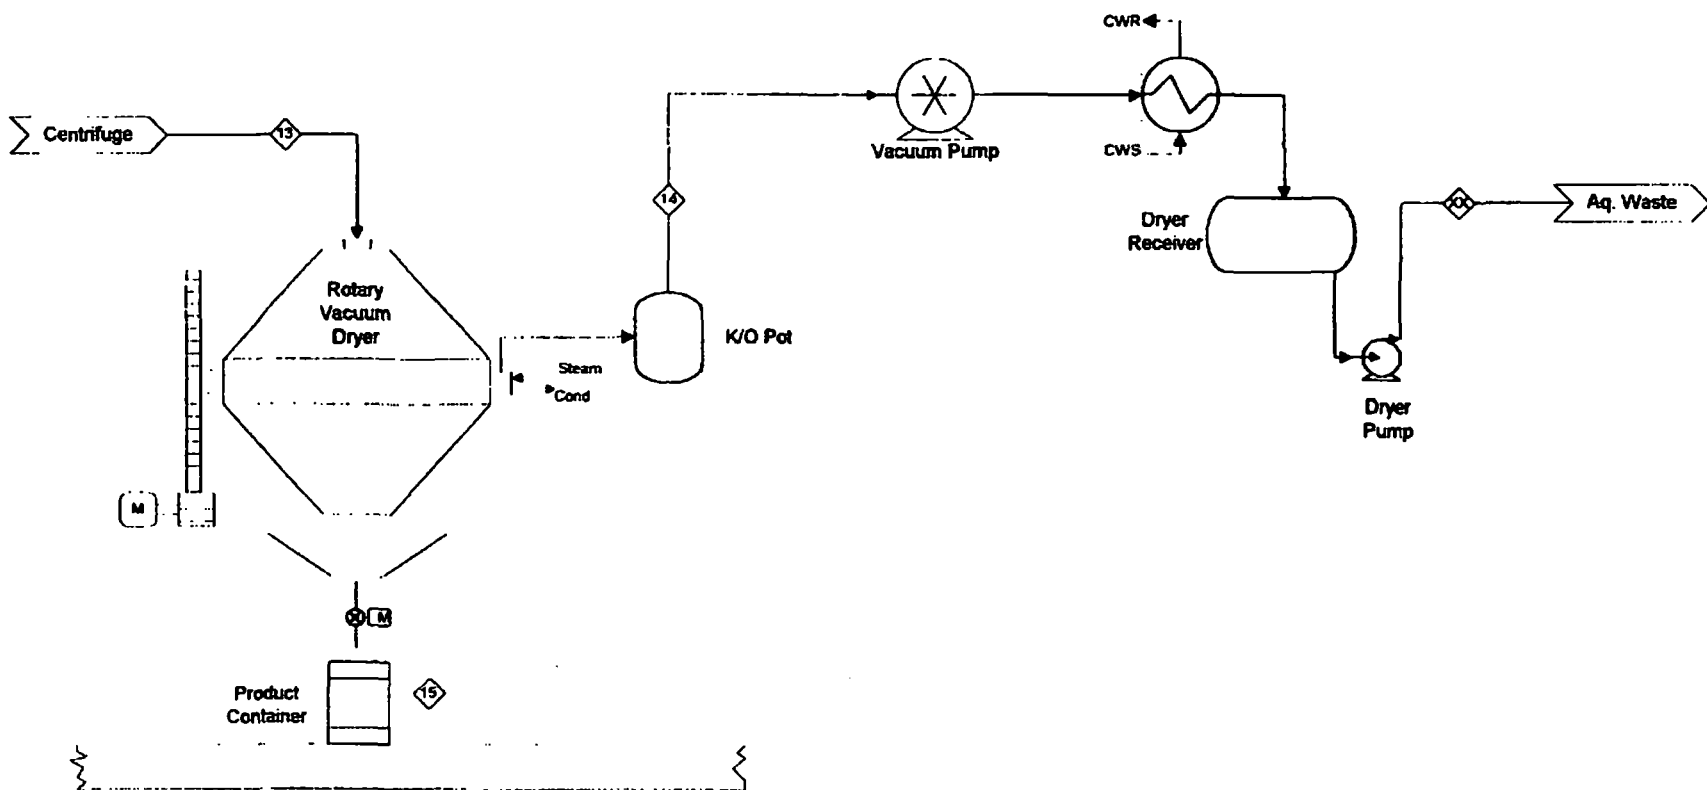 CWR
Centrifuge
13
Vacuum Pump
CWS
14
XX
Aq. Waste
Dryer
Receiver
Rotary
Vacuum
Dryer
K/O Pot
Steam
Cond
Dryer
Pump
M
M
Product
Container
15